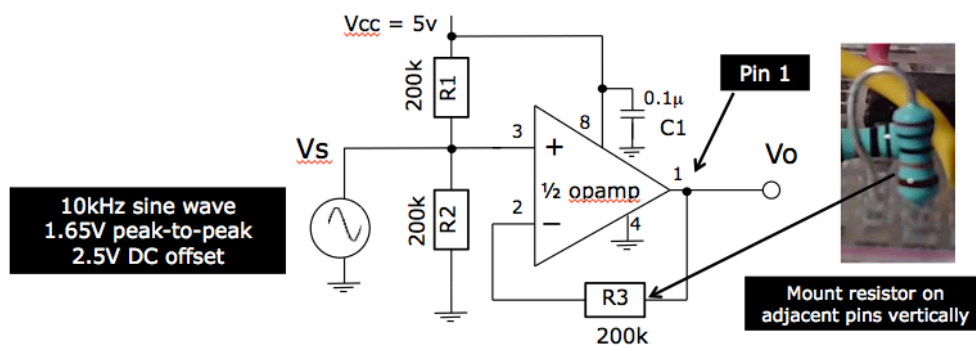 Vcc = 5v
200k
R1
Pin 1
0.1µ
C1
8
3
+
Vs
1
Vo
½ opamp
10kHz sine wave
1.65V peak-to-peak
2.5V DC offset
200k
R2
2
−
4
R3
200k
Mount resistor on
adjacent pins vertically